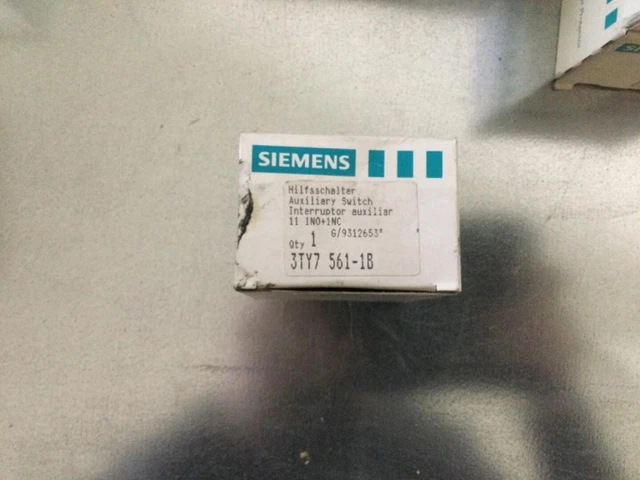 SIEMENS
Hilfsschalter
Auxiliary Switch
Interruptor auxiliar
11 1NO+1NC
G/9312653*
Qty 1
3TY7 561-1B